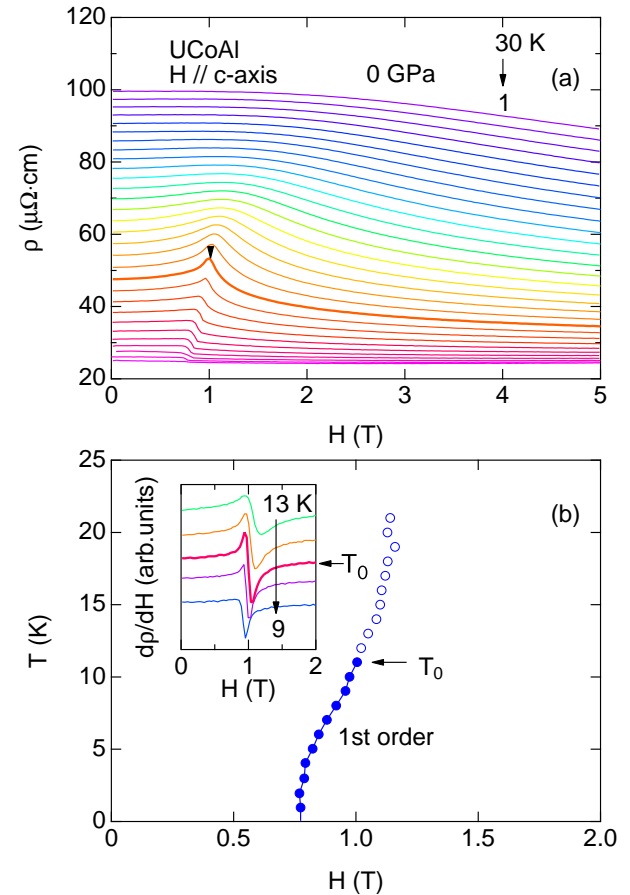 UCoAl
H // c-axis
0 GPa
30 K
1
(a)
120
100
80
60
40
20
ρ (μΩ·cm)
0
1
2
3
4
5
H (T)
(b)
25
20
15
10
5
0
T (K)
13 K
9
T0
dρ/dH (arb.units)
0
1
2
H (T)
T0
1st order
0
0.5
1.0
1.5
2.0
H (T)